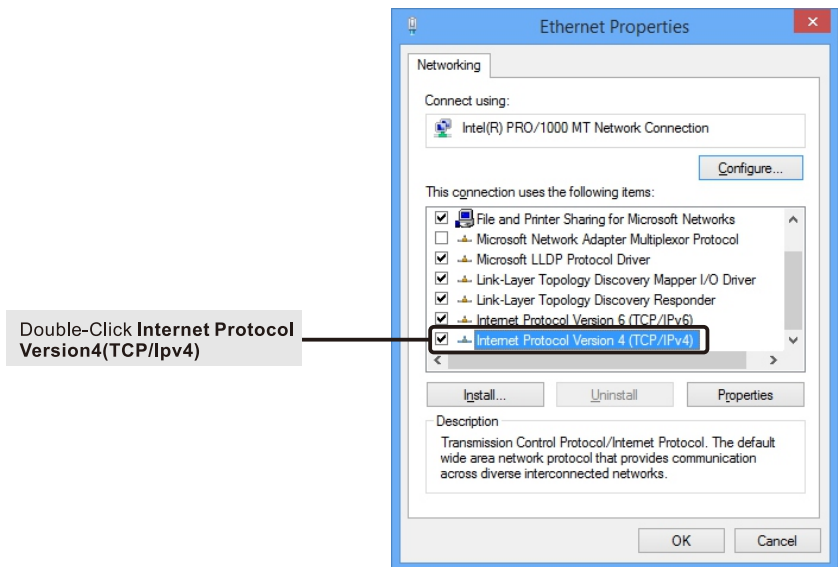 Ethernet Properties
Networking
Connect using:
Intel(R) PRO/1000 MT Network Connection
Configure...
This connection uses the following items:
File and Printer Sharing for Microsoft Networks
Microsoft Network Adapter Multiplexor Protocol
Microsoft LLDP Protocol Driver
Link-Layer Topology Discovery Mapper I/O Driver
Link-Layer Topology Discovery Responder
Internet Protocol Version 6 (TCP/IPv6)
Internet Protocol Version 4 (TCP/IPv4)
Double-Click Internet Protocol
Version4(TCP/Ipv4)
Install...
Uninstall
Properties
Description
Transmission Control Protocol/Internet Protocol. The default
wide area network protocol that provides communication
across diverse interconnected networks.
OK
Cancel